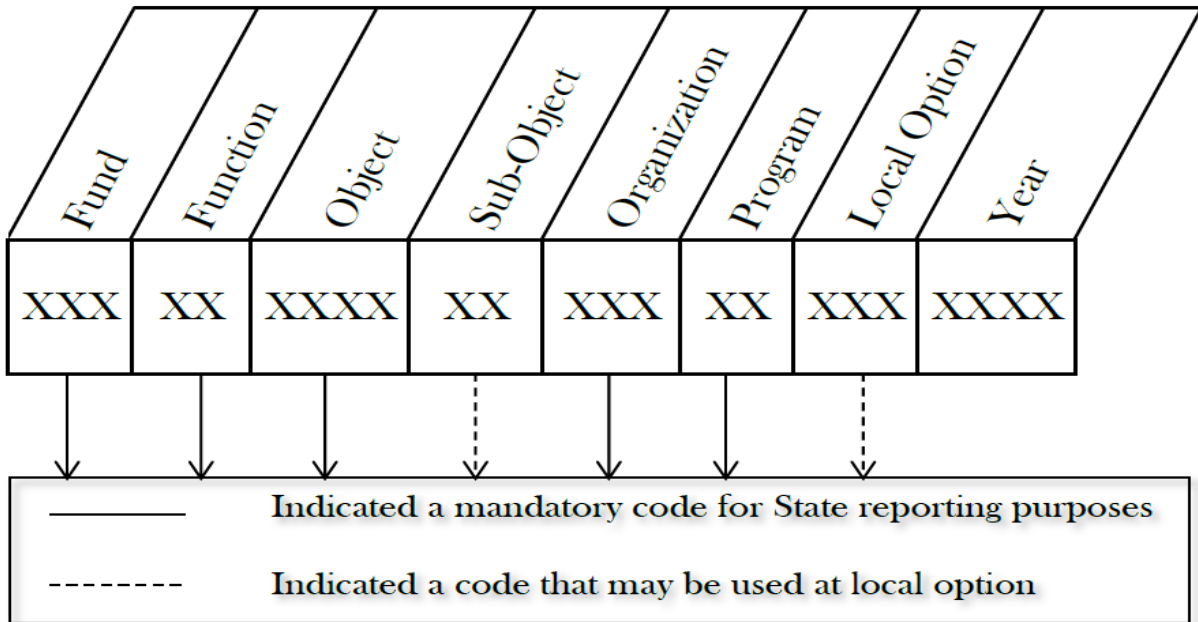 Fund
Function
Object
Sub-Object
Organization
Program
Local Option
Year
XXX XX XXXX XX XXX XX XXX XXXX
Indicated a mandatory code for State reporting purposes
Indicated a code that may be used at local option